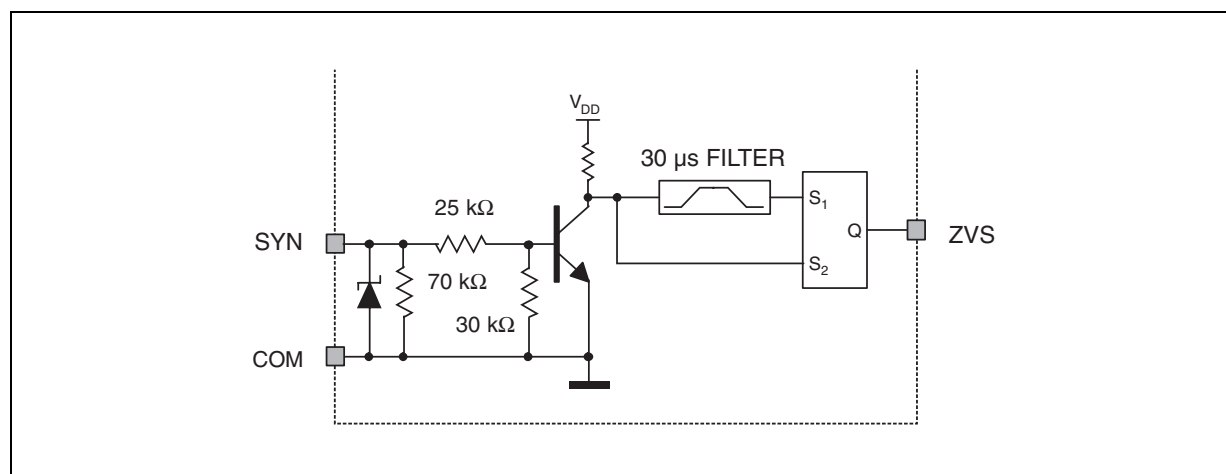 V_DD
30 µs FILTER
S_1
25 kΩ
Q
ZVS
SYN
S_2
70 kΩ
30 kΩ
COM